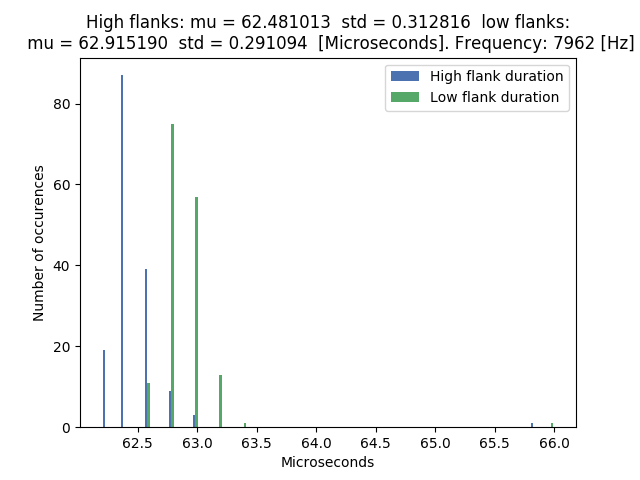 High flanks: mu = 62.481013 std = 0.312816 low flanks:
mu = 62.915190 std = 0.291094 [Microseconds]. Frequency: 7962 [Hz]
High flank duration
Low flank duration
80
60
40
20
0
Number of occurences
62.5 63.0 63.5 64.0 64.5 65.0 65.5 66.0
Microseconds